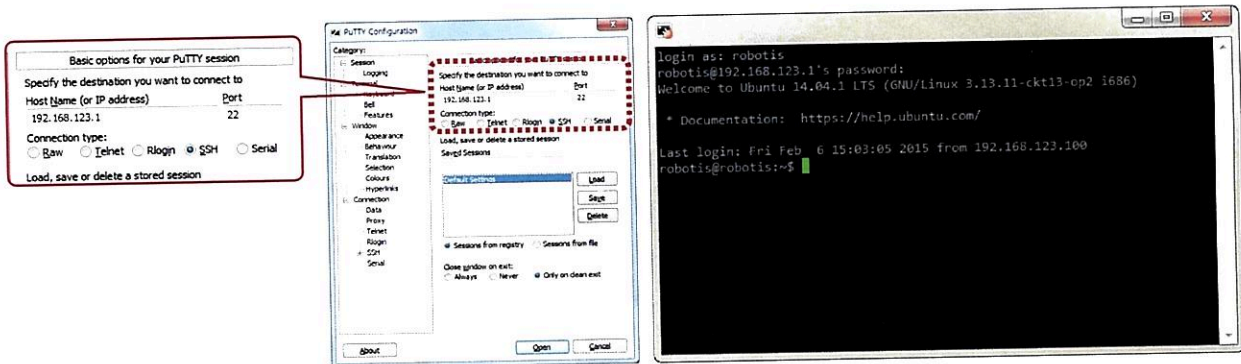 Basic options for your PuTTY session
Specify the destination you want to connect to
Host Name (or IP address) Port
192.168.123.1 22
Connection type:
Raw Telnet Rlogin SSH Serial
Load, save or delete a stored session
PuTTY Configuration
Category:
Session
Logging
Keyboard
Bell
Features
Window
Appearance
Behaviour
Translation
Selection
Colours
Hyperlinks
Connection
Data
Proxy
Telnet
Rlogin
SSH
Serial
Specify the destination you want to connect to
Host Name (or IP address) Port
192.168.123.1 22
Connection type:
Raw Telnet Rlogin SSH Serial
Load, save or delete a stored session
Saved Sessions
Default Settings
Load
Save
Delete
Sessions from registry Sessions from file
Close window on exit:
Always Never Only on clean exit
About Open Cancel
login as: robotis
robotis@192.168.123.1's password:
Welcome to Ubuntu 14.04.1 LTS (GNU/Linux 3.13.11-ckt13-op2 i686)
* Documentation: https://help.ubuntu.com/
Last login: Fri Feb 6 15:03:05 2015 from 192.168.123.100
robotis@robotis:~$